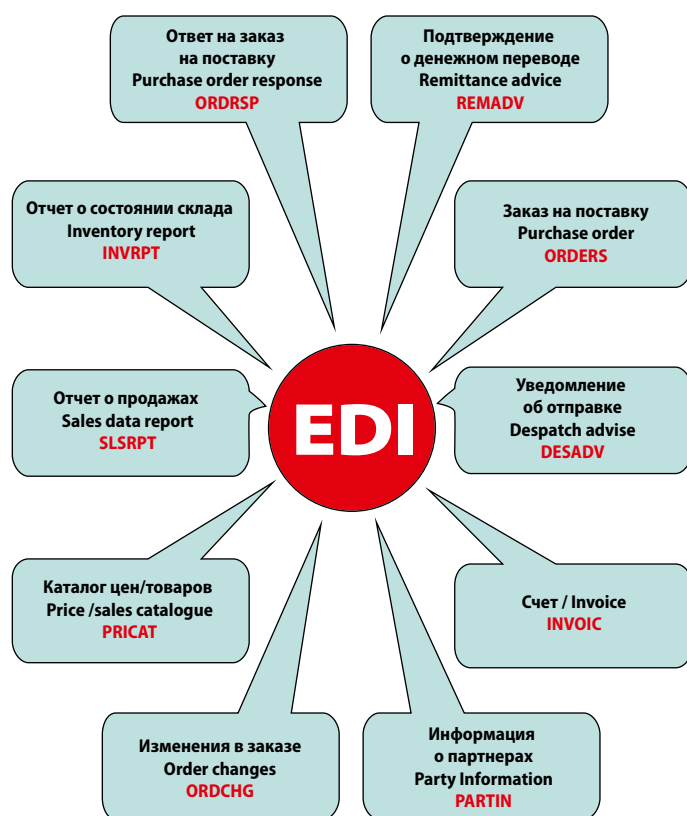 Ответ на заказ
на поставку
Purchase order response
ORDRSP
Подтверждение
о денежном переводе
Remittance advice
REMADV
Отчет о состоянии склада
Inventory report
INVRPT
Заказ на поставку
Purchase order
ORDERS
Отчет о продажах
Sales data report
SLSRPT
EDI
Уведомление
об отправке
Despatch advise
DESADV
Каталог цен/товаров
Price /sales catalogue
PRICAT
Счет / Invoice
INVOIC
Изменения в заказе
Order changes
ORDCHG
Информация
о партнерах
Party Information
PARTIN